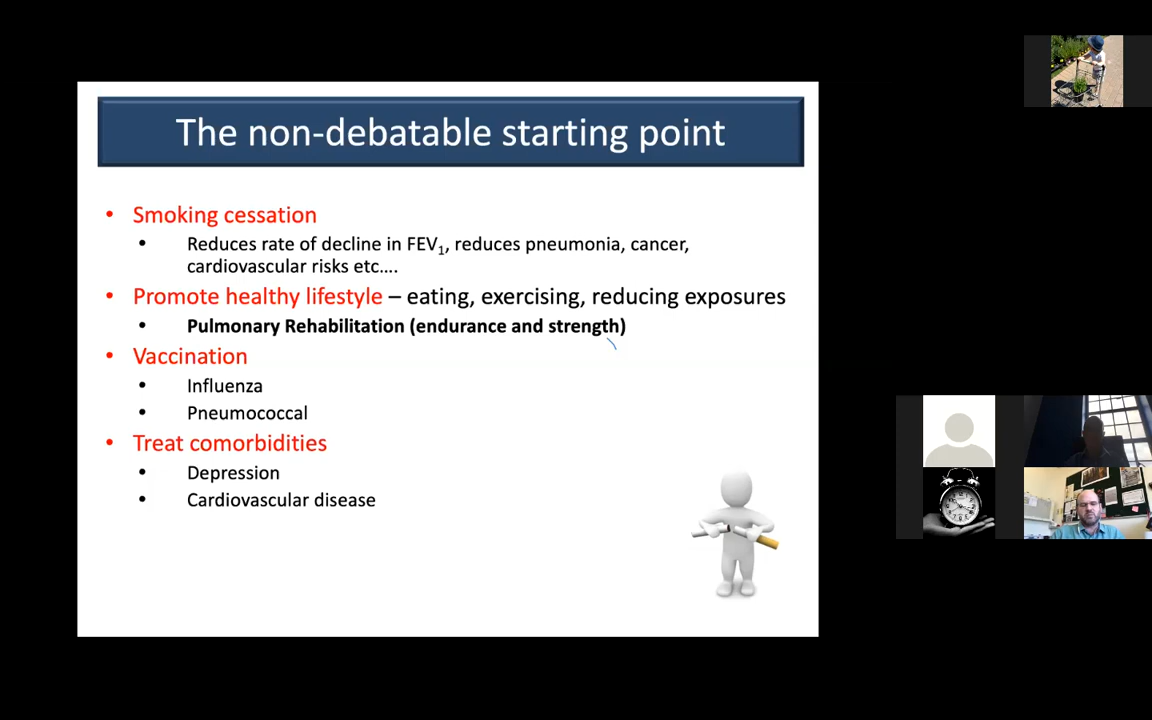 The non-debatable starting point
• Smoking cessation
• Reduces rate of decline in FEV₁, reduces pneumonia, cancer,
cardiovascular risks etc….
• Promote healthy lifestyle – eating, exercising, reducing exposures
• Pulmonary Rehabilitation (endurance and strength)
• Vaccination
• Influenza
• Pneumococcal
• Treat comorbidities
• Depression
• Cardiovascular disease